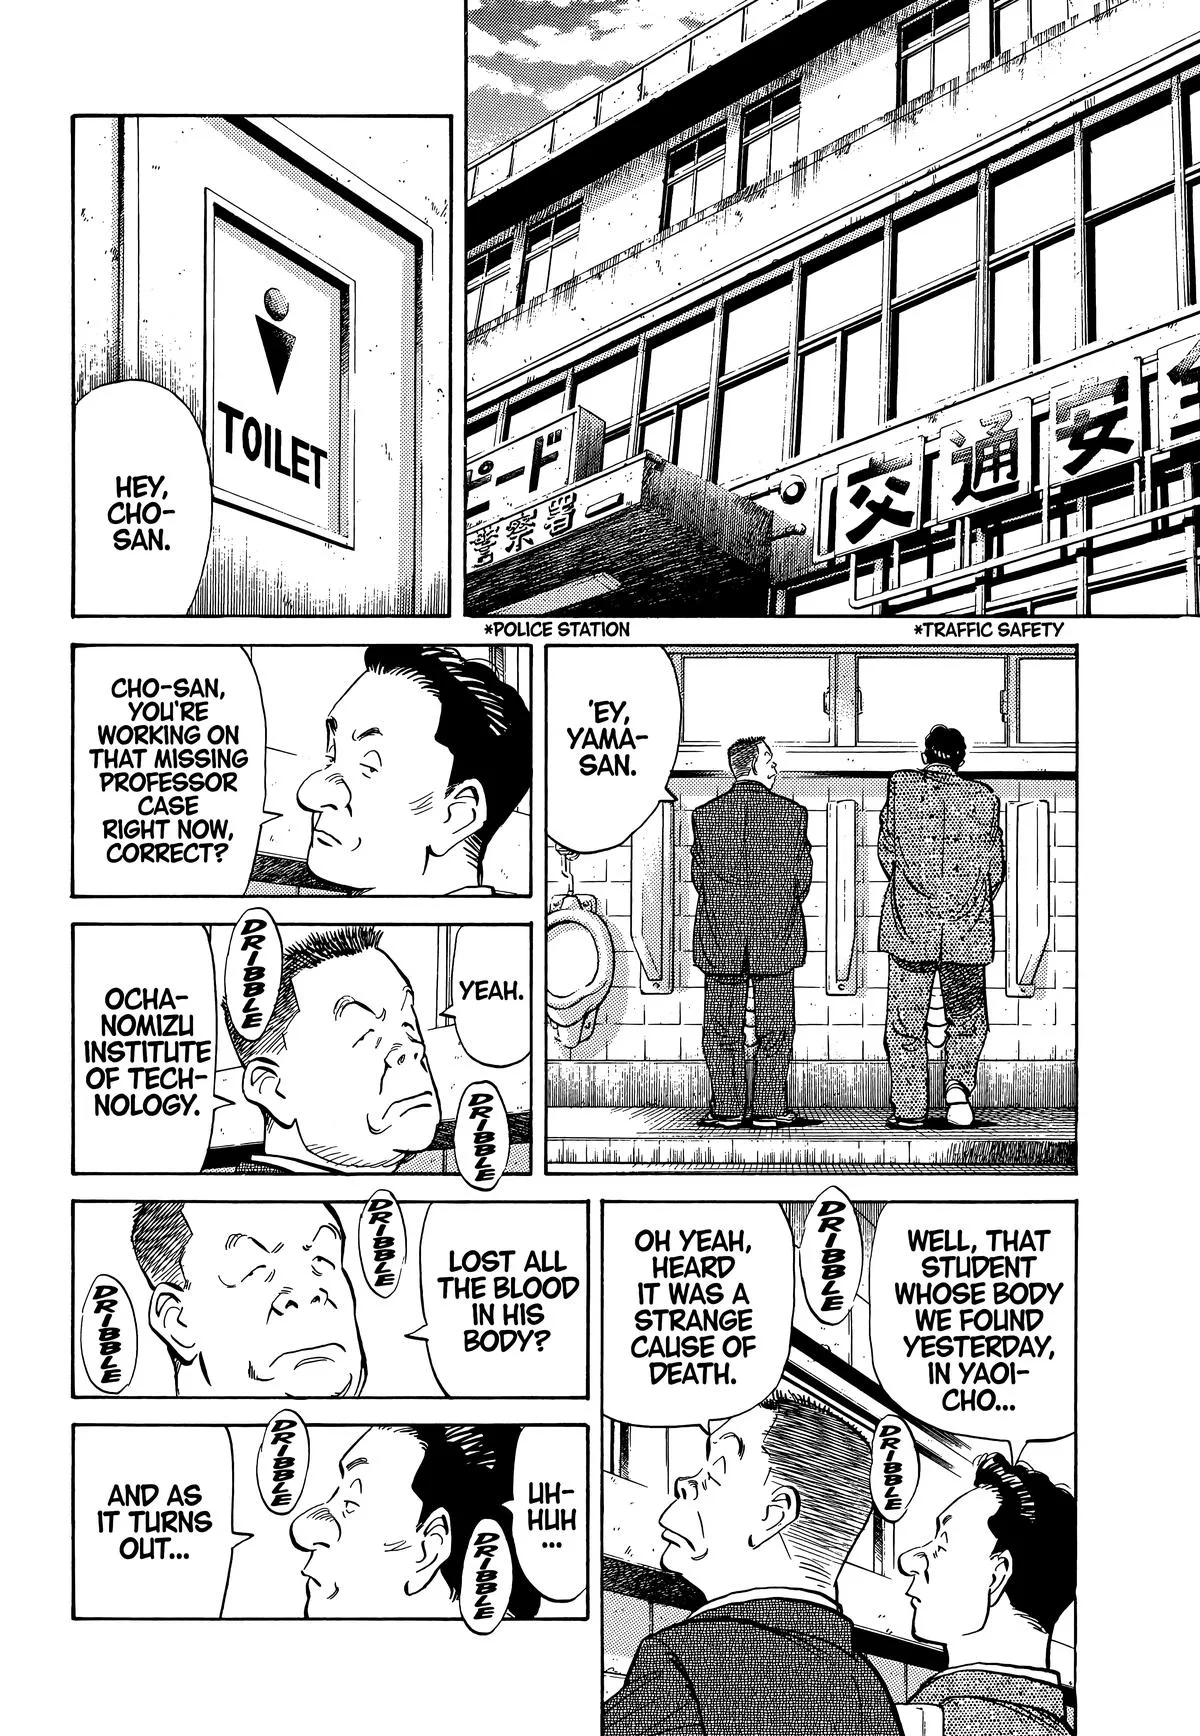 ピード
警察署
交通安全
*POLICE STATION
*TRAFFIC SAFETY
TOILET
HEY,
CHO-
SAN.
'EY,
YAMA-
SAN.
CHO-SAN,
YOU'RE
WORKING ON
THAT MISSING
PROFESSOR
CASE
RIGHT NOW,
CORRECT?
YEAH.
DRIBBLE
DRIBBLE
OCHA-
NOMIZU
INSTITUTE
OF TECH-
NOLOGY.
WELL, THAT
STUDENT
WHOSE BODY
WE FOUND
YESTERDAY,
IN YAOI-
CHO...
DRIBBLE
DRIBBLE
OH YEAH,
HEARD
IT WAS A
STRANGE
CAUSE OF
DEATH.
LOST ALL
THE BLOOD
IN HIS
BODY?
DRIBBLE
DRIBBLE
UH-
HUH
...
DRIBBLE
DRIBBLE
AND AS
IT TURNS
OUT...